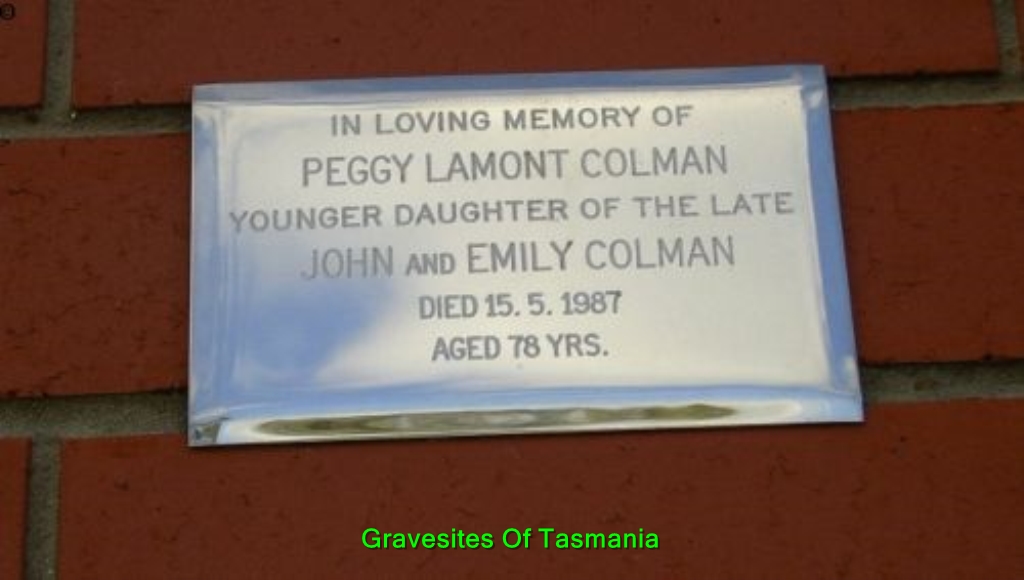 IN LOVING MEMORY OF
PEGGY LAMONT COLMAN
YOUNGER DAUGHTER OF THE LATE
JOHN AND EMILY COLMAN
DIED 15. 5. 1987
AGED 78 YRS.
Gravesites Of Tasmania